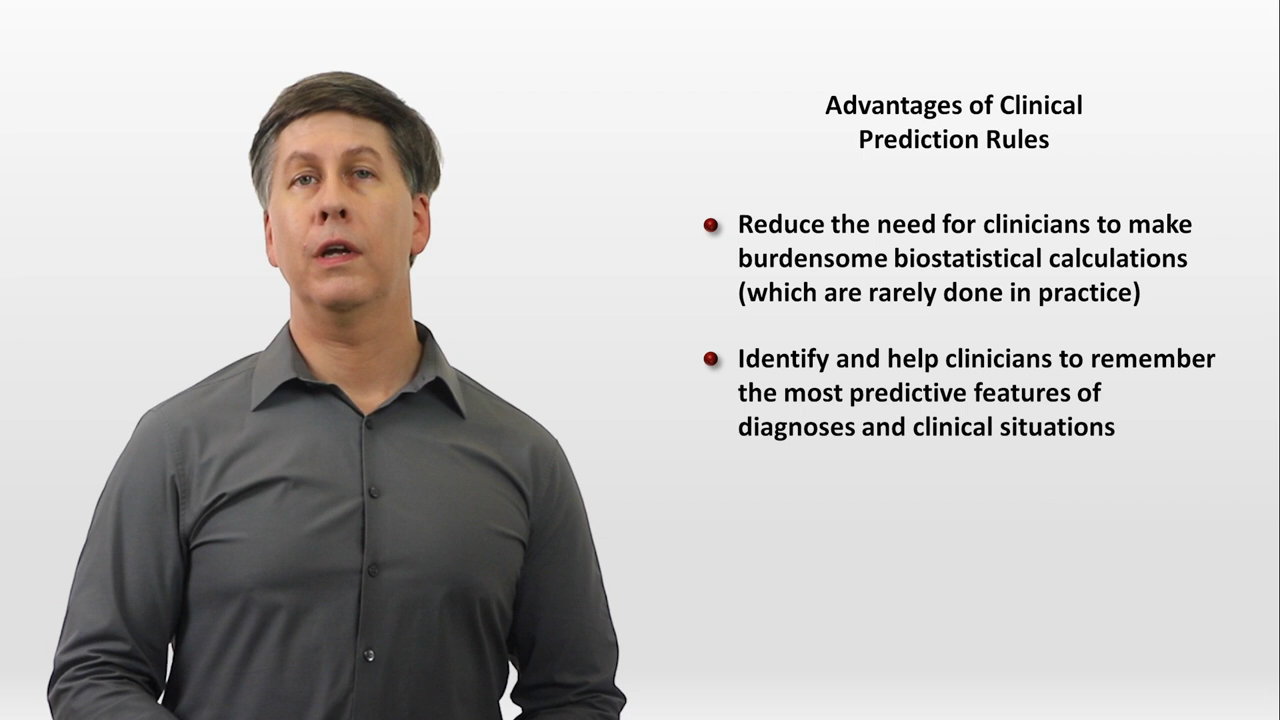 Advantages of Clinical
Prediction Rules
Reduce the need for clinicians to make
burdensome biostatistical calculations
(which are rarely done in practice)
Identify and help clinicians to remember
the most predictive features of
diagnoses and clinical situations